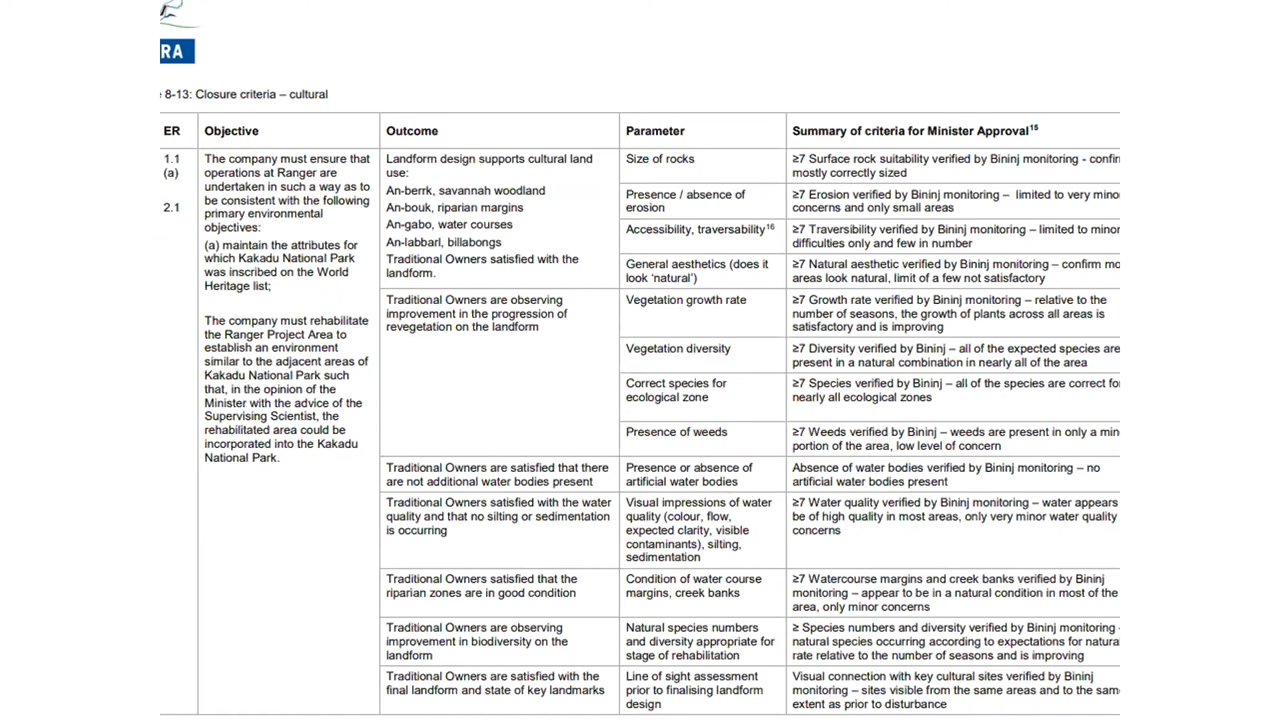 RA
8-13: Closure criteria – cultural
ER
Objective
Outcome
Parameter
Summary of criteria for Minister Approval15
1.1
(a)
2.1
The company must ensure that
operations at Ranger are
undertaken in such a way as to
be consistent with the following
primary environmental
objectives:
(a) maintain the attributes for
which Kakadu National Park
was inscribed on the World
Heritage list;
The company must rehabilitate
the Ranger Project Area to
establish an environment
similar to the adjacent areas of
Kakadu National Park such
that, in the opinion of the
Minister with the advice of the
Supervising Scientist, the
rehabilitated area could be
incorporated into the Kakadu
National Park.
Landform design supports cultural land
use:
An-berrk, savannah woodland
An-bouk, riparian margins
An-gabo, water courses
An-labbarl, billabongs
Traditional Owners satisfied with the
landform.
Size of rocks
≥7 Surface rock suitability verified by Bininj monitoring - confir
mostly correctly sized
Presence / absence of
erosion
≥7 Erosion verified by Bininj monitoring – limited to very minor
concerns and only small areas
Accessibility, traversability16
≥7 Traversibility verified by Bininj monitoring – limited to minor
difficulties only and few in number
General aesthetics (does it
look ‘natural’)
≥7 Natural aesthetic verified by Bininj monitoring – confirm mo
areas look natural, limit of a few not satisfactory
Traditional Owners are observing
improvement in the progression of
revegetation on the landform
Vegetation growth rate
≥7 Growth rate verified by Bininj monitoring – relative to the
number of seasons, the growth of plants across all areas is
satisfactory and is improving
Vegetation diversity
≥7 Diversity verified by Bininj – all of the expected species are
present in a natural combination in nearly all of the area
Correct species for
ecological zone
≥7 Species verified by Bininj – all of the species are correct fo
nearly all ecological zones
Presence of weeds
≥7 Weeds verified by Bininj – weeds are present in only a min
portion of the area, low level of concern
Traditional Owners are satisfied that there
are not additional water bodies present
Presence or absence of
artificial water bodies
Absence of water bodies verified by Bininj monitoring – no
artificial water bodies present
Traditional Owners satisfied with the water
quality and that no silting or sedimentation
is occurring
Visual impressions of water
quality (colour, flow,
expected clarity, visible
contaminants), silting,
sedimentation
≥7 Water quality verified by Bininj monitoring – water appears
be of high quality in most areas, only very minor water quality
concerns
Traditional Owners satisfied that the
riparian zones are in good condition
Condition of water course
margins, creek banks
≥7 Watercourse margins and creek banks verified by Bininj
monitoring – appear to be in a natural condition in most of the
area, only minor concerns
Traditional Owners are observing
improvement in biodiversity on the
landform
Natural species numbers
and diversity appropriate for
stage of rehabilitation
≥ Species numbers and diversity verified by Bininj monitoring
natural species occurring according to expectations for natura
rate relative to the number of seasons and is improving
Traditional Owners are satisfied with the
final landform and state of key landmarks
Line of sight assessment
prior to finalising landform
design
Visual connection with key cultural sites verified by Bininj
monitoring – sites visible from the same areas and to the sam
extent as prior to disturbance